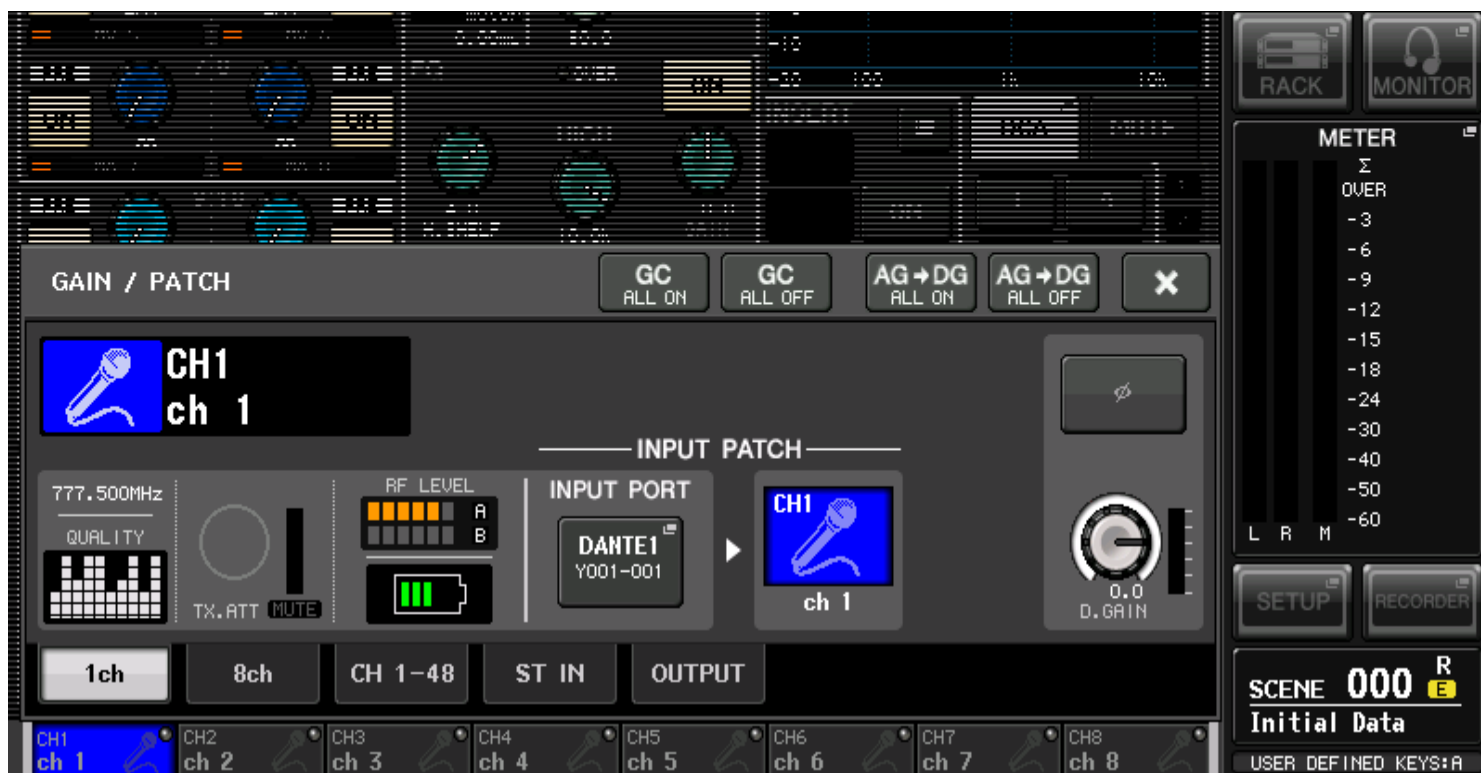 -10
-20 100 1k 10k
RACK
MONITOR
METER
Σ
OVER
-3
-6
-9
-12
-15
-18
-24
-30
-40
-50
-60
L R M
GAIN / PATCH
GC
ALL ON
GC
ALL OFF
AG→DG
ALL ON
AG→DG
ALL OFF
CH1
ch 1
ø
INPUT PATCH
777.500MHz
QUALITY
TX.ATT MUTE
RF LEVEL
A
B
INPUT PORT
DANTE1
Y001-001
CH1
ch 1
0.0
D.GAIN
1ch
8ch
CH 1-48
ST IN
OUTPUT
SETUP
RECORDER
SCENE 000 R
E
Initial Data
CH1
ch 1
CH2
ch 2
CH3
ch 3
CH4
ch 4
CH5
ch 5
CH6
ch 6
CH7
ch 7
CH8
ch 8
USER DEFINED KEYS:A